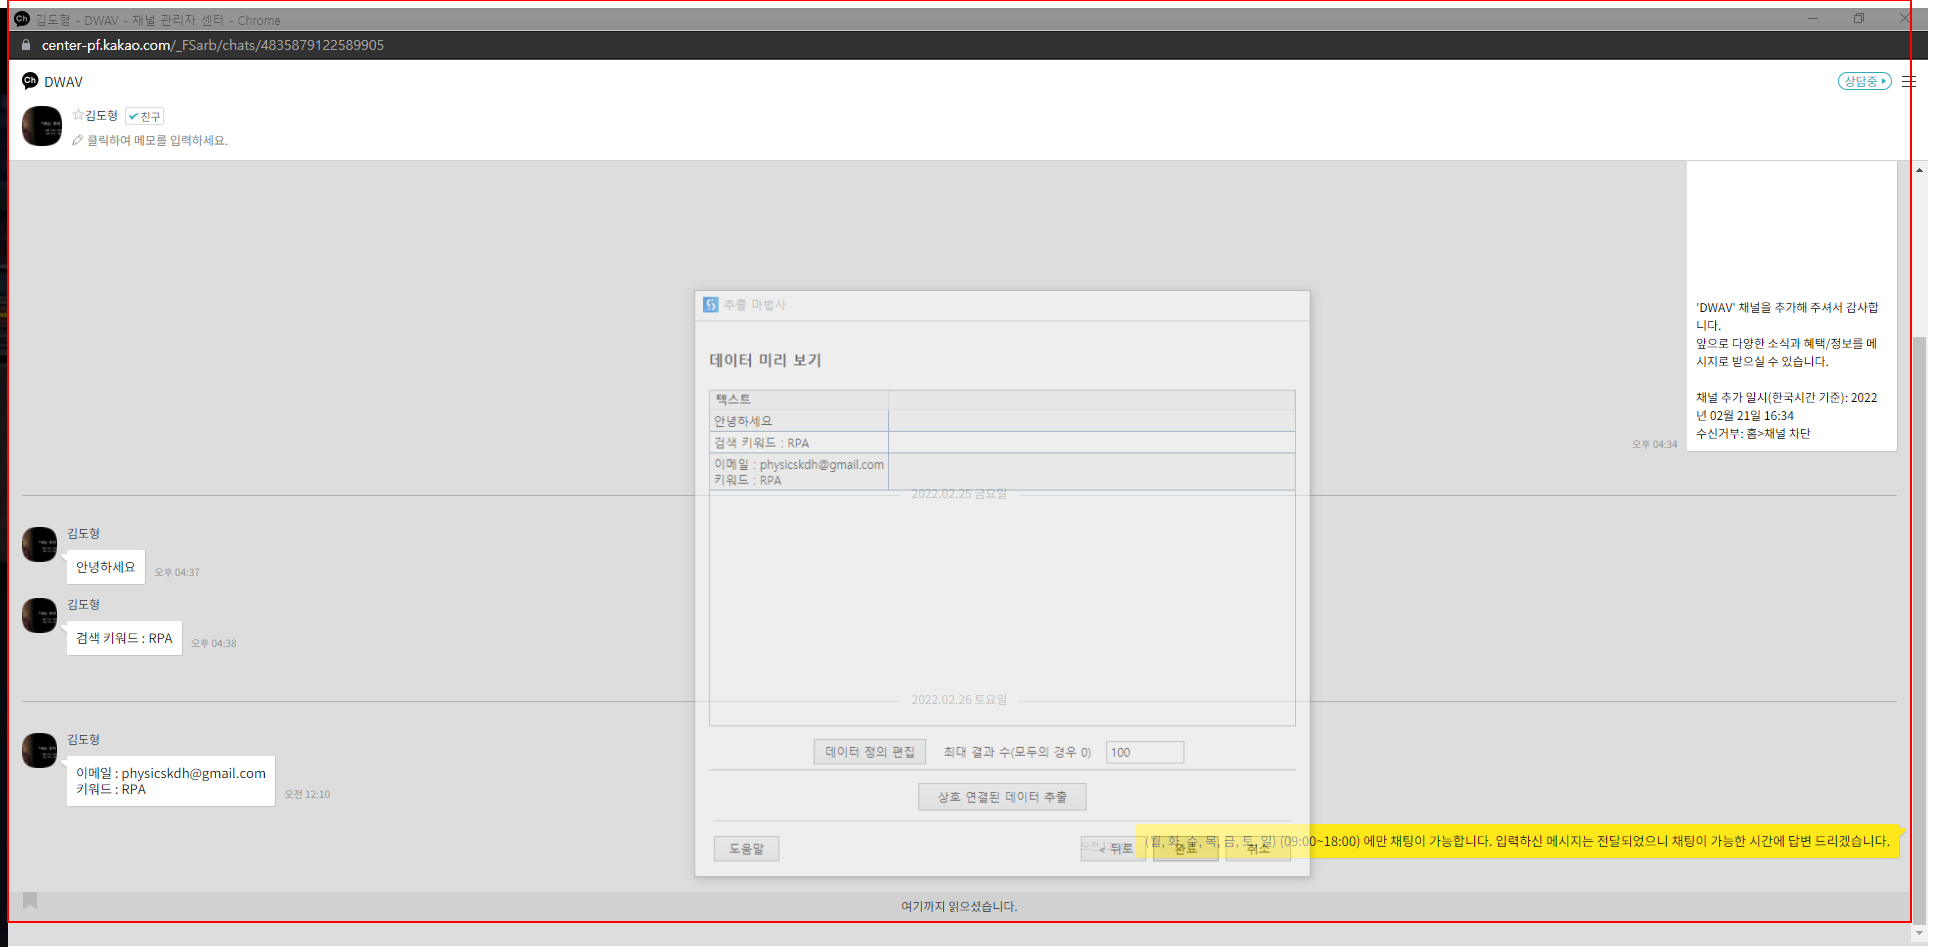 김도형 - DWAV - 채널 관리자 센터 - Chrome
center-pf.kakao.com/_FSarb/chats/4835879122589905
Ch DWAV
상담중
김도형 친구
클릭하여 메모를 입력하세요.
'DWAV' 채널을 추가해 주셔서 감사합
니다.
앞으로 다양한 소식과 혜택/정보를 메
시지로 받으실 수 있습니다.
채널 추가 일시(한국시간 기준): 2022
년 02월 21일 16:34
수신거부: 홈>채널 차단
오후 04:34
추출 마법사
데이터 미리 보기
텍스트
안녕하세요
검색 키워드 : RPA
이메일 : physicskdh@gmail.com
키워드 : RPA
2022.02.25 금요일
김도형
안녕하세요
오후 04:37
김도형
검색 키워드 : RPA
오후 04:38
2022.02.26 토요일
김도형
이메일 : physicskdh@gmail.com
키워드 : RPA
오전 12:10
데이터 정의 편집
최대 결과 수(모두의 경우 0)
100
상호 연결된 데이터 추출
도움말
< 뒤로
완료
취소
(월, 화, 수, 목, 금, 토, 일) (09:00~18:00) 에만 채팅이 가능합니다. 입력하신 메시지는 전달되었으니 채팅이 가능한 시간에 답변 드리겠습니다.
여기까지 읽으셨습니다.